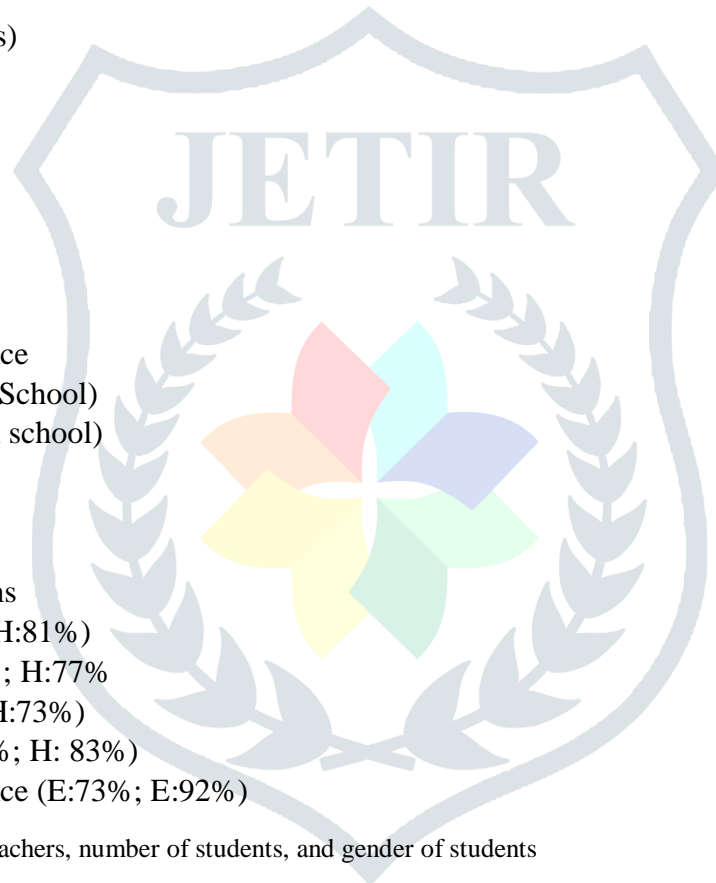 s)
JETIR
ce
School)
school)
ns
H:81%)
; H:77%
H:73%)
%; H: 83%)
ce (E:73%; E:92%)
achers, number of students, and gender of students